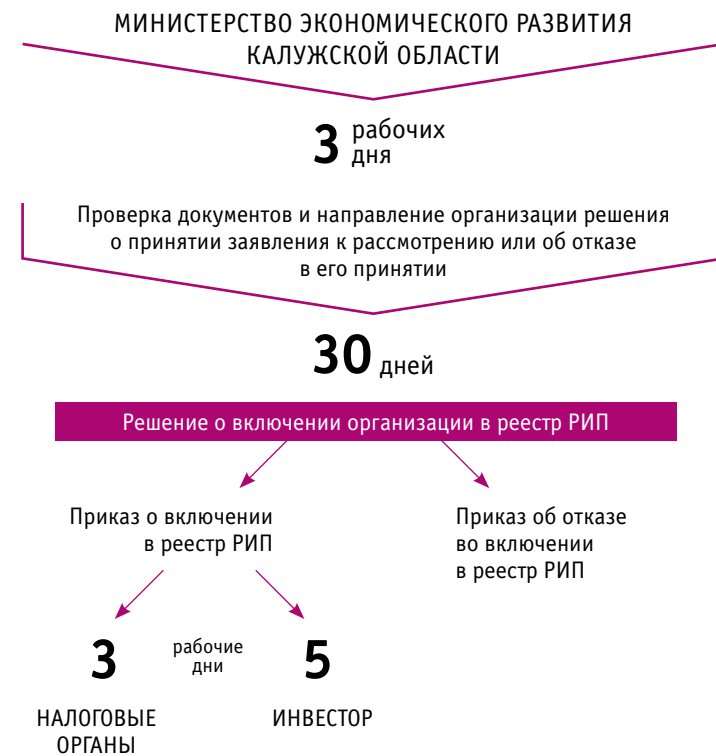 МИНИСТЕРСТВО ЭКОНОМИЧЕСКОГО РАЗВИТИЯ
КАЛУЖСКОЙ ОБЛАСТИ
3 рабочих
дня
Проверка документов и направление организации решения
о принятии заявления к рассмотрению или об отказе
в его принятии
30 дней
Решение о включении организации в реестр РИП
Приказ о включении
в реестр РИП
Приказ об отказе
во включении
в реестр РИП
3 рабочие
дни 5
НАЛОГОВЫЕ
ОРГАНЫ
ИНВЕСТОР